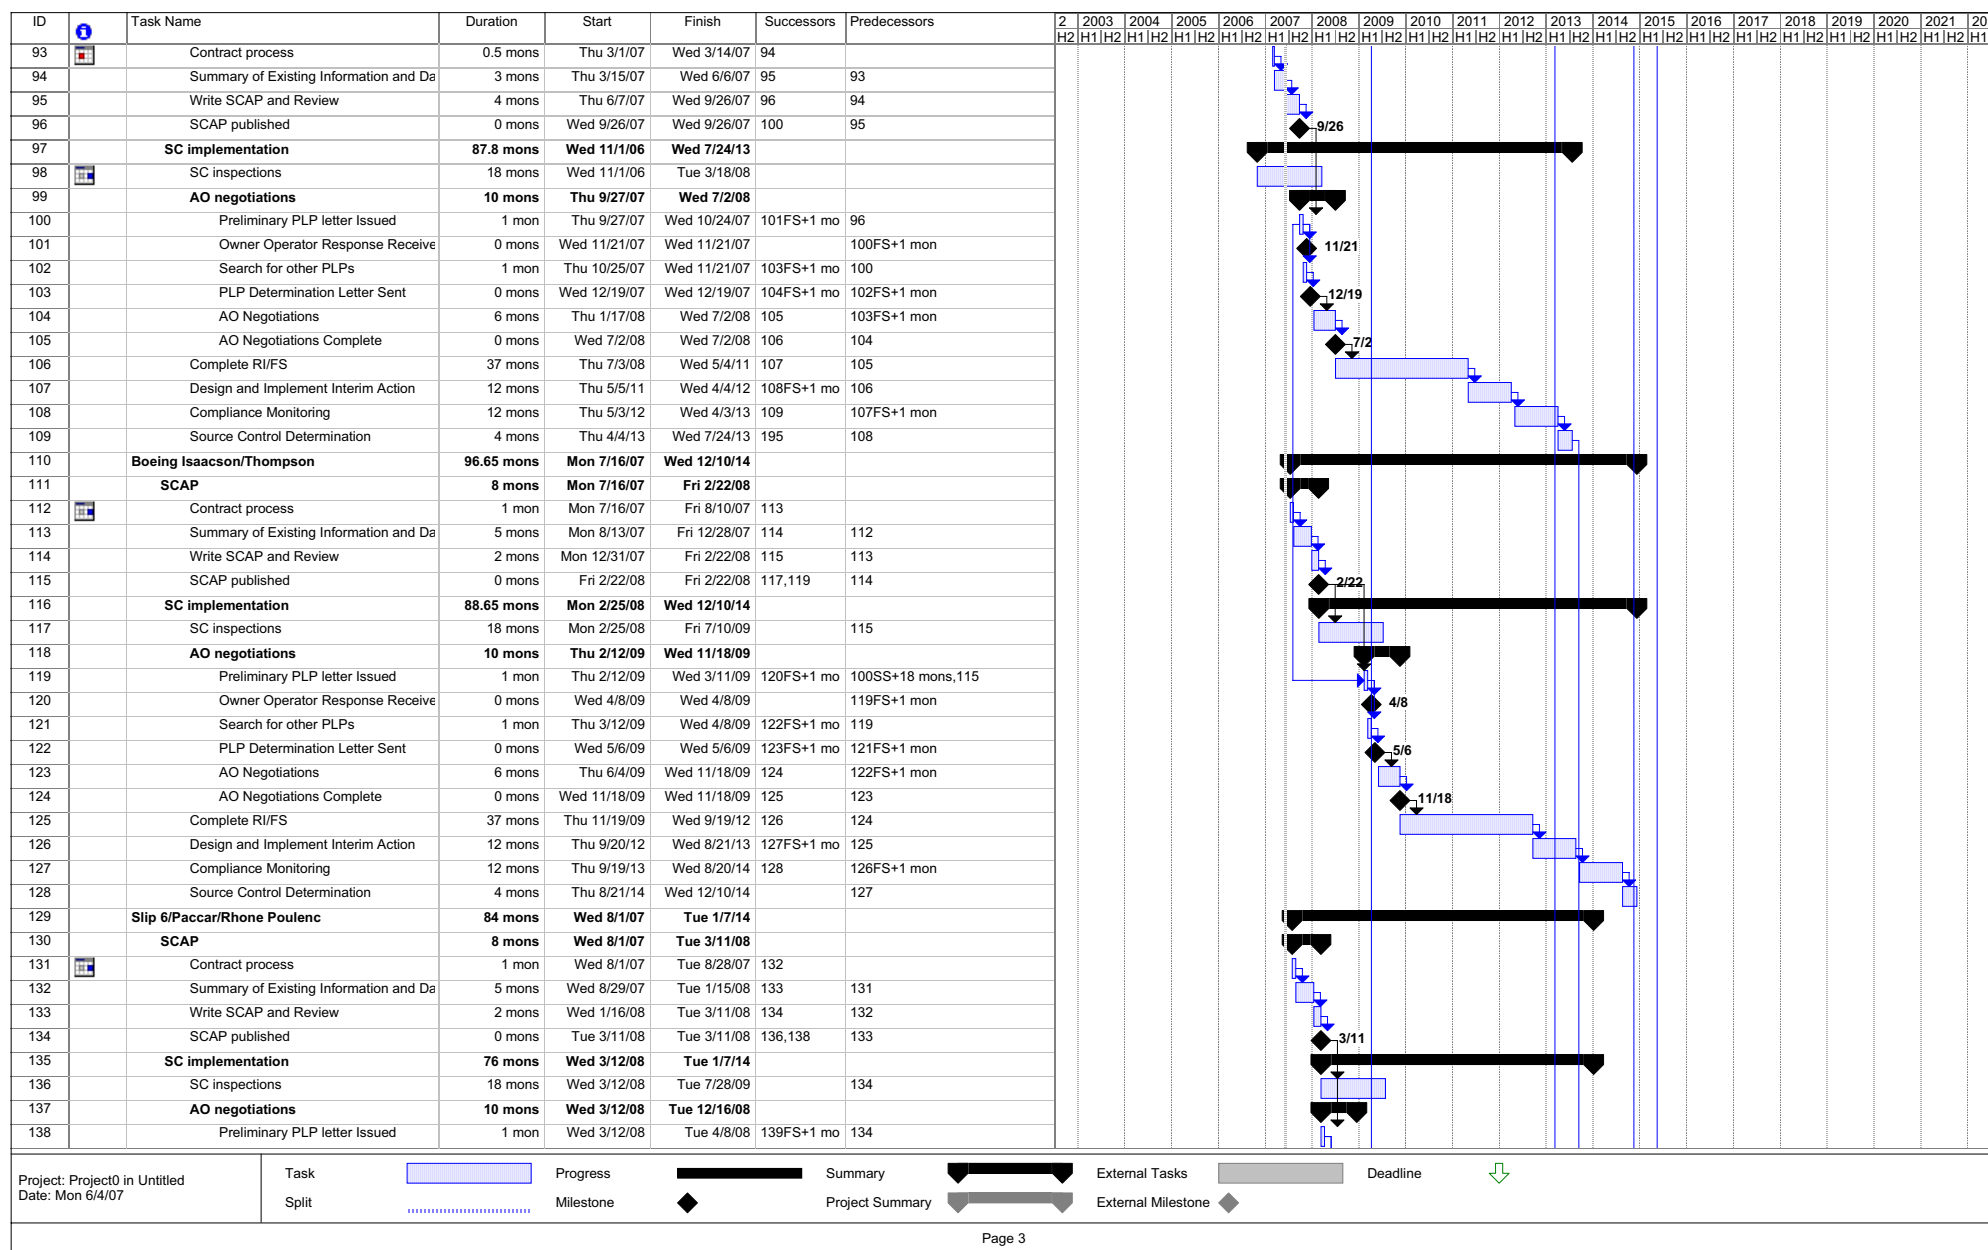 ID Task Name Duration Start Finish Successors Predecessors 2 2003 2004 2005 2006 2007 2008 2009 2010 2011 2012 2013 2014 2015 2016 2017 2018 2019 2020 2021 20
H2 H1 H2 H1 H2 H1 H2 H1 H2 H1 H2 H1 H2 H1 H2 H1 H2 H1 H2 H1 H2 H1 H2 H1 H2 H1 H2 H1 H2 H1 H2 H1 H2 H1 H2 H1 H2 H1 H2 H1
93 Contract process 0.5 mons Thu 3/1/07 Wed 3/14/07 94
94 Summary of Existing Information and Da 3 mons Thu 3/15/07 Wed 6/6/07 95 93
95 Write SCAP and Review 4 mons Thu 6/7/07 Wed 9/26/07 96 94
96 SCAP published 0 mons Wed 9/26/07 Wed 9/26/07 100 95 9/26
97 SC implementation 87.8 mons Wed 11/1/06 Wed 7/24/13
98 SC inspections 18 mons Wed 11/1/06 Tue 3/18/08
99 AO negotiations 10 mons Thu 9/27/07 Wed 7/2/08
100 Preliminary PLP letter Issued 1 mon Thu 9/27/07 Wed 10/24/07 101FS+1 mo 96
101 Owner Operator Response Receive 0 mons Wed 11/21/07 Wed 11/21/07 100FS+1 mon 11/21
102 Search for other PLPs 1 mon Thu 10/25/07 Wed 11/21/07 103FS+1 mo 100
103 PLP Determination Letter Sent 0 mons Wed 12/19/07 Wed 12/19/07 104FS+1 mo 102FS+1 mon 12/19
104 AO Negotiations 6 mons Thu 1/17/08 Wed 7/2/08 105 103FS+1 mon
105 AO Negotiations Complete 0 mons Wed 7/2/08 Wed 7/2/08 106 104 7/2
106 Complete RI/FS 37 mons Thu 7/3/08 Wed 5/4/11 107 105
107 Design and Implement Interim Action 12 mons Thu 5/5/11 Wed 4/4/12 108FS+1 mo 106
108 Compliance Monitoring 12 mons Thu 5/3/12 Wed 4/3/13 109 107FS+1 mon
109 Source Control Determination 4 mons Thu 4/4/13 Wed 7/24/13 195 108
110 Boeing Isaacson/Thompson 96.65 mons Mon 7/16/07 Wed 12/10/14
111 SCAP 8 mons Mon 7/16/07 Fri 2/22/08
112 Contract process 1 mon Mon 7/16/07 Fri 8/10/07 113
113 Summary of Existing Information and Da 5 mons Mon 8/13/07 Fri 12/28/07 114 112
114 Write SCAP and Review 2 mons Mon 12/31/07 Fri 2/22/08 115 113
115 SCAP published 0 mons Fri 2/22/08 Fri 2/22/08 117,119 114 2/22
116 SC implementation 88.65 mons Mon 2/25/08 Wed 12/10/14
117 SC inspections 18 mons Mon 2/25/08 Fri 7/10/09 115
118 AO negotiations 10 mons Thu 2/12/09 Wed 11/18/09
119 Preliminary PLP letter Issued 1 mon Thu 2/12/09 Wed 3/11/09 120FS+1 mo 100SS+18 mons,115
120 Owner Operator Response Receive 0 mons Wed 4/8/09 Wed 4/8/09 119FS+1 mon 4/8
121 Search for other PLPs 1 mon Thu 3/12/09 Wed 4/8/09 122FS+1 mo 119
122 PLP Determination Letter Sent 0 mons Wed 5/6/09 Wed 5/6/09 123FS+1 mo 121FS+1 mon 5/6
123 AO Negotiations 6 mons Thu 6/4/09 Wed 11/18/09 124 122FS+1 mon
124 AO Negotiations Complete 0 mons Wed 11/18/09 Wed 11/18/09 125 123 11/18
125 Complete RI/FS 37 mons Thu 11/19/09 Wed 9/19/12 126 124
126 Design and Implement Interim Action 12 mons Thu 9/20/12 Wed 8/21/13 127FS+1 mo 125
127 Compliance Monitoring 12 mons Thu 9/19/13 Wed 8/20/14 128 126FS+1 mon
128 Source Control Determination 4 mons Thu 8/21/14 Wed 12/10/14 127
129 Slip 6/Paccar/Rhone Poulenc 84 mons Wed 8/1/07 Tue 1/7/14
130 SCAP 8 mons Wed 8/1/07 Tue 3/11/08
131 Contract process 1 mon Wed 8/1/07 Tue 8/28/07 132
132 Summary of Existing Information and Da 5 mons Wed 8/29/07 Tue 1/15/08 133 131
133 Write SCAP and Review 2 mons Wed 1/16/08 Tue 3/11/08 134 132
134 SCAP published 0 mons Tue 3/11/08 Tue 3/11/08 136,138 133 3/11
135 SC implementation 76 mons Wed 3/12/08 Tue 1/7/14
136 SC inspections 18 mons Wed 3/12/08 Tue 7/28/09 134
137 AO negotiations 10 mons Wed 3/12/08 Tue 12/16/08
138 Preliminary PLP letter Issued 1 mon Wed 3/12/08 Tue 4/8/08 139FS+1 mo 134
Project: Project0 in Untitled
Date: Mon 6/4/07
Task Progress Summary External Tasks Deadline
Split Milestone Project Summary External Milestone
Page 3